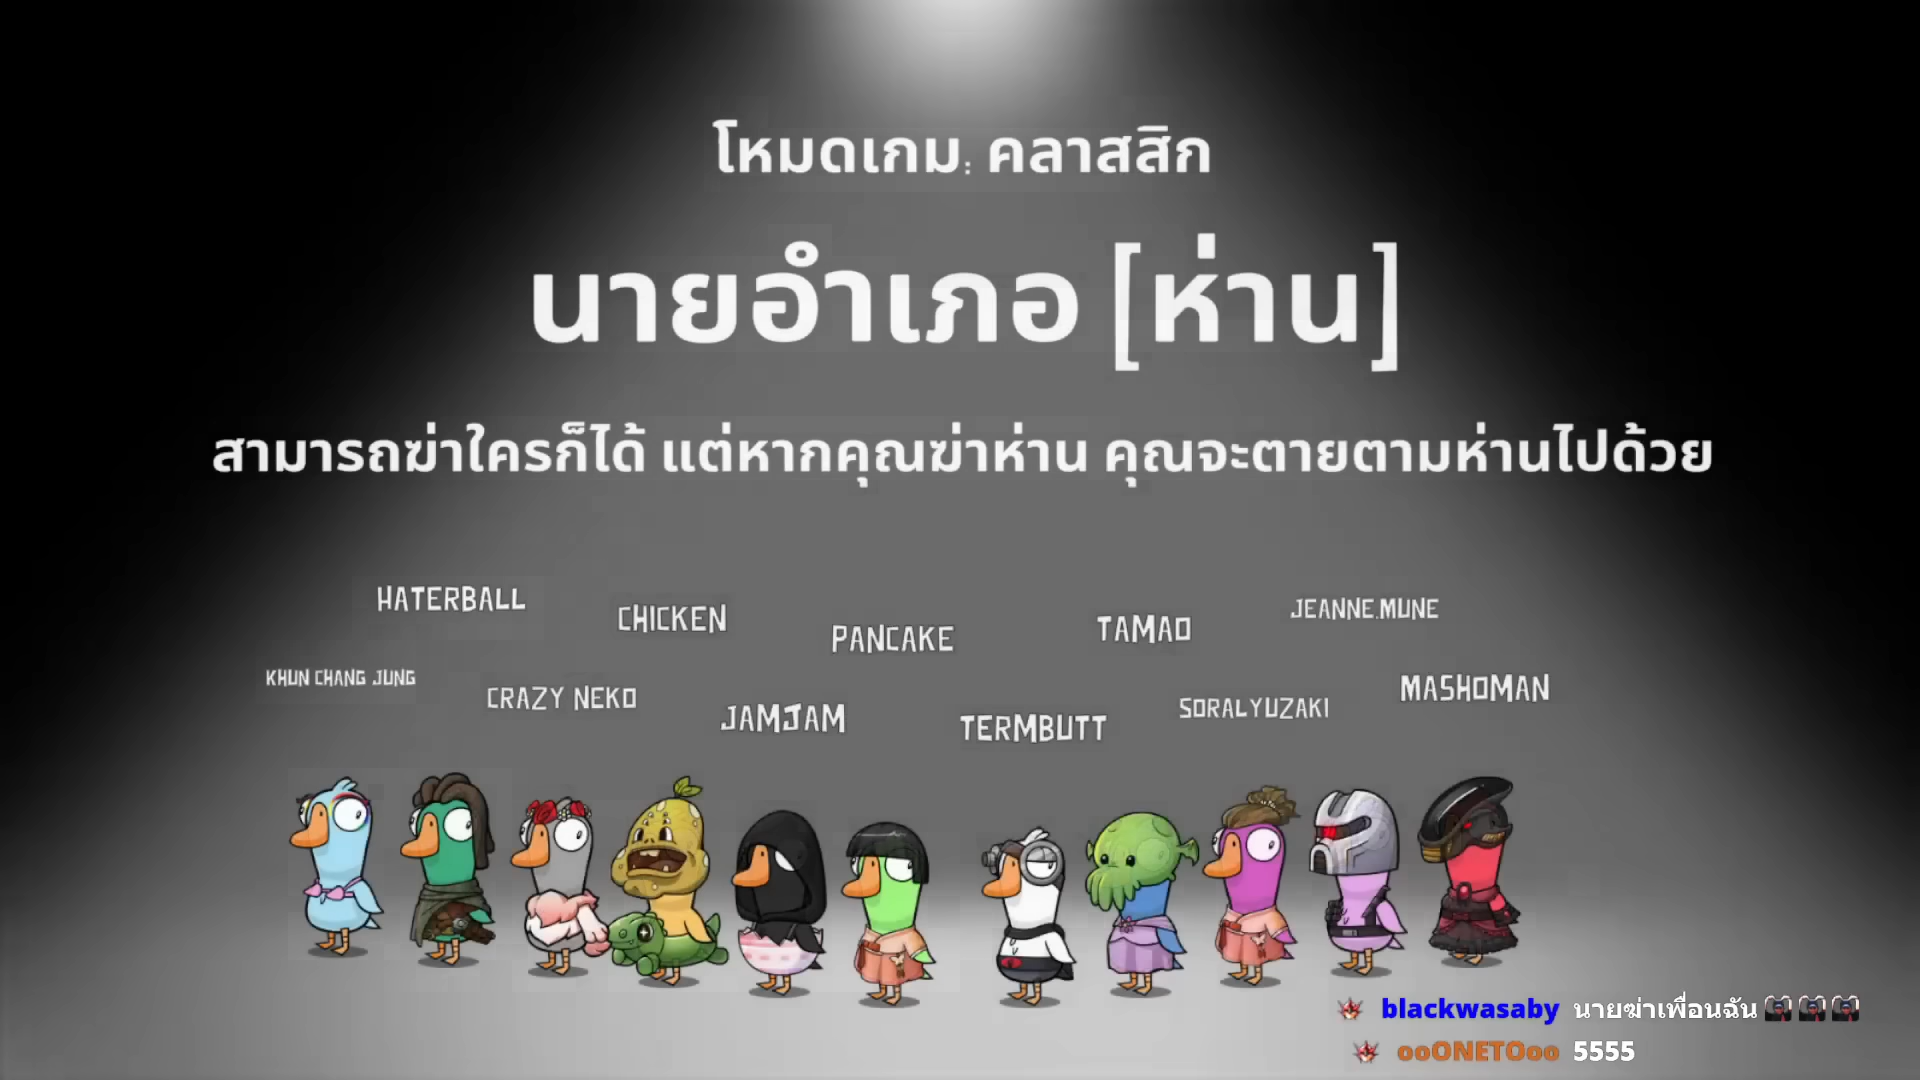 โหมดเกม: คลาสสิก
นายอำเภอ [ห่าน]
สามารถฆ่าใครก็ได้ แต่หากคุณฆ่าห่าน คุณจะตายตามห่านไปด้วย
HATERBALL
CHICKEN
PANCAKE
TAMAO
JEANNE.MUNE
KHUN CHANG JUNG
CRAZY NEKO
JAMJAM
TERMBUTT
SORALYUZAKI
MASHOMAN
blackwasaby นายฆ่าเพื่อนฉัน
ooONETOoo 5555